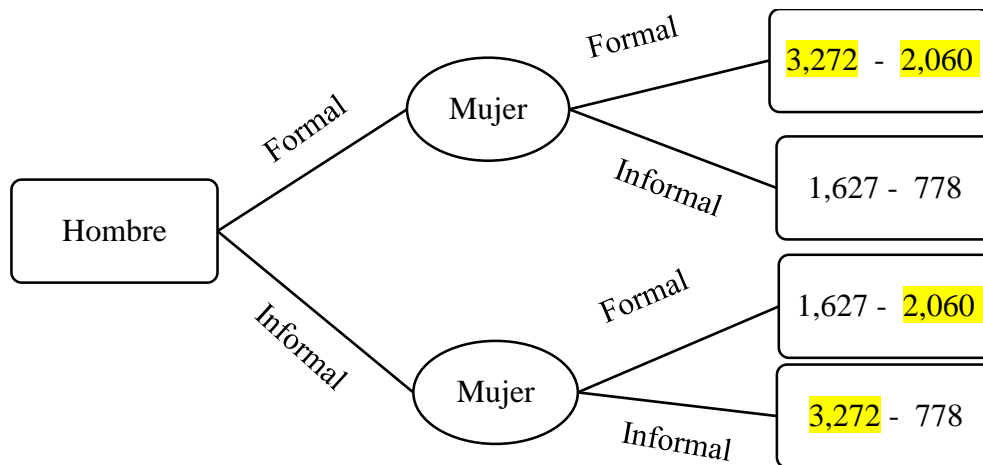 Hombre
Formal
Informal
Mujer
Formal
Informal
3,272 - 2,060
1,627 - 778
Mujer
Formal
Informal
1,627 - 2,060
3,272 - 778